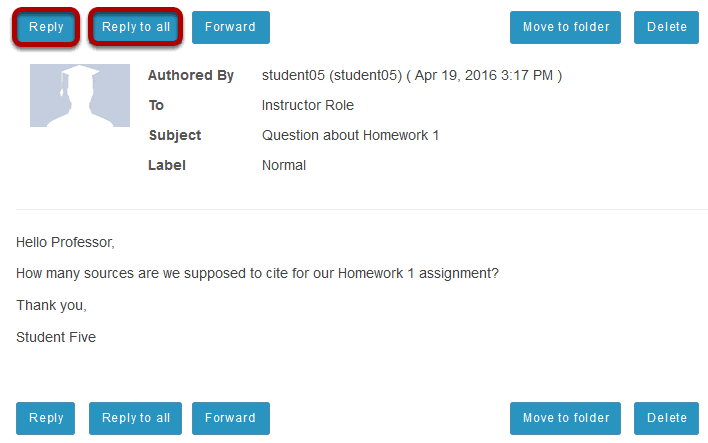 Reply Reply to all Forward Move to folder Delete
Authored By student05 (student05) ( Apr 19, 2016 3:17 PM )
To Instructor Role
Subject Question about Homework 1
Label Normal
Hello Professor,
How many sources are we supposed to cite for our Homework 1 assignment?
Thank you,
Student Five
Reply Reply to all Forward Move to folder Delete